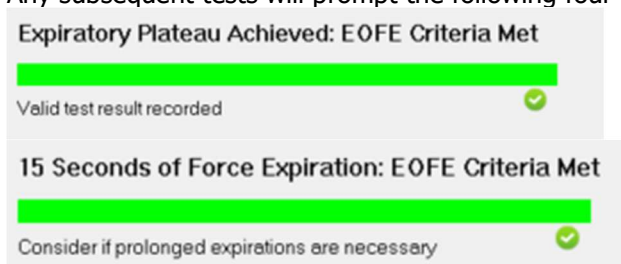 Any subsequent tests will prompt the following four
Expiratory Plateau Achieved: EOFE Criteria Met
Valid test result recorded
15 Seconds of Force Expiration: EOFE Criteria Met
Consider if prolonged expirations are necessary